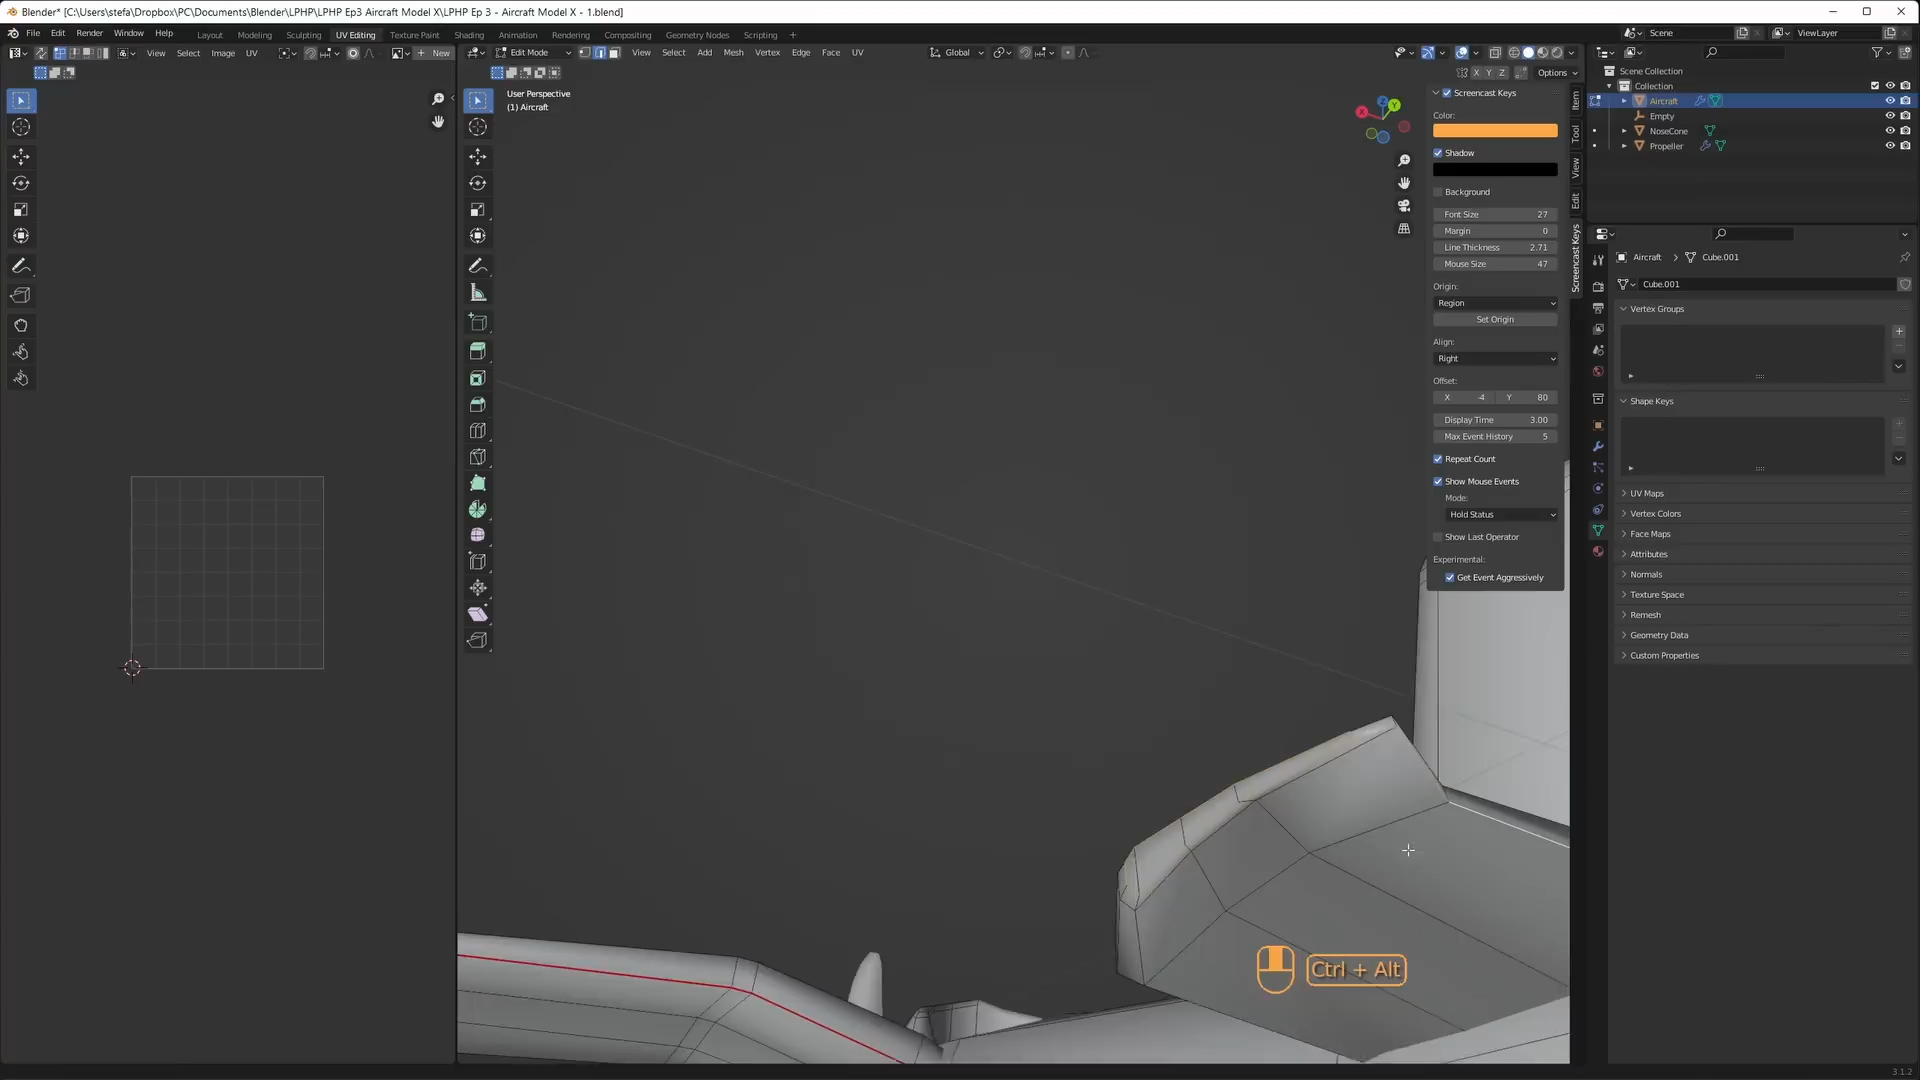 Blender* [C:\Users\stefa\Dropbox\PC\Documents\Blender\LPHP\LPHP Ep3 Aircraft Model X\LPHP Ep 3 - Aircraft Model X - 1.blend]
File Edit Render Window Help Layout Modeling Sculpting UV Editing Texture Paint Shading Animation Rendering Compositing Geometry Nodes Scripting + Scene ViewLayer
View Select Image UV New Edit Mode View Select Add Mesh Vertex Edge Face UV Global
X Y Z Options
User Perspective
(1) Aircraft
Screencast Keys
Color:
Shadow
Background
Font Size 27
Margin 0
Line Thickness 2.71
Mouse Size 47
Origin:
Region
Set Origin
Align:
Right
Offset:
X -4 Y 80
Display Time 3.00
Max Event History 5
Repeat Count
Show Mouse Events
Mode:
Hold Status
Show Last Operator
Experimental:
Get Event Aggressively
Item
Tool
View
Edit
Screencast Keys
Scene Collection
Collection
Aircraft
Empty
NoseCone
Propeller
Aircraft > Cube.001
Cube.001
Vertex Groups
Shape Keys
UV Maps
Vertex Colors
Face Maps
Attributes
Normals
Texture Space
Remesh
Geometry Data
Custom Properties
Ctrl + Alt
3.1.2